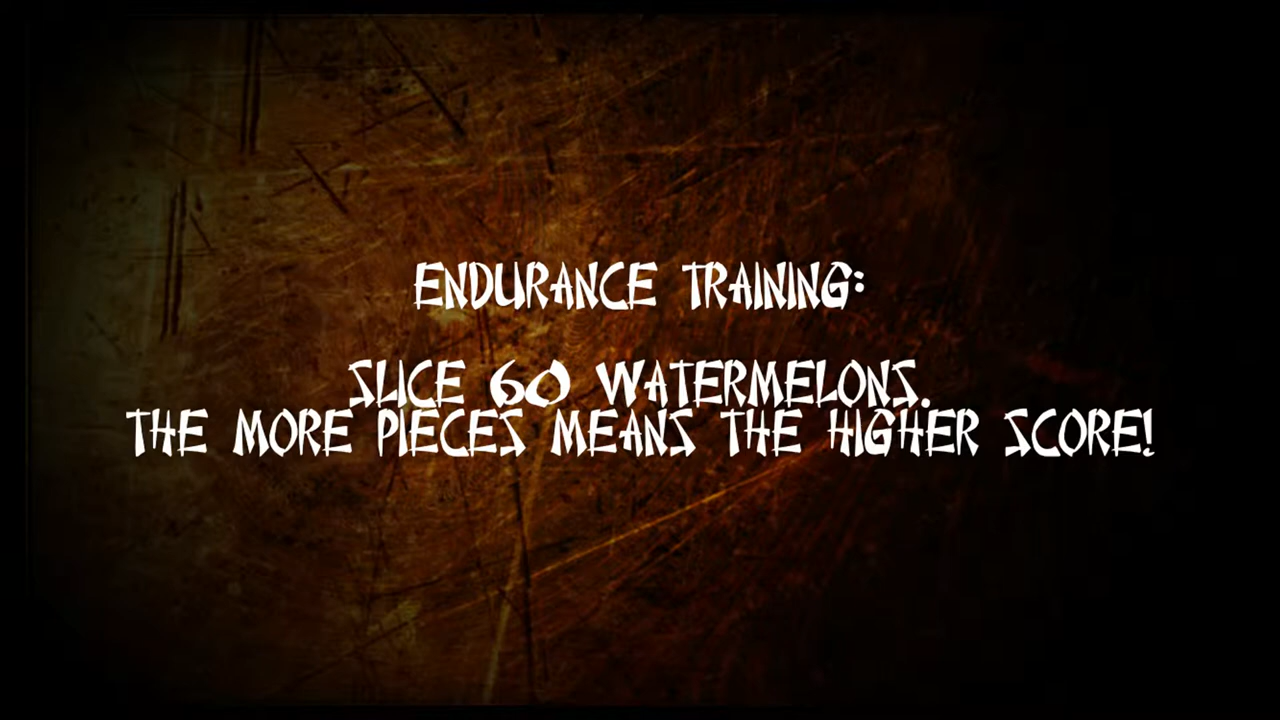 ENDURANCE TRAINING:
SLICE 60 WATERMELONS.
THE MORE PIECES MEANS THE HIGHER SCORE!